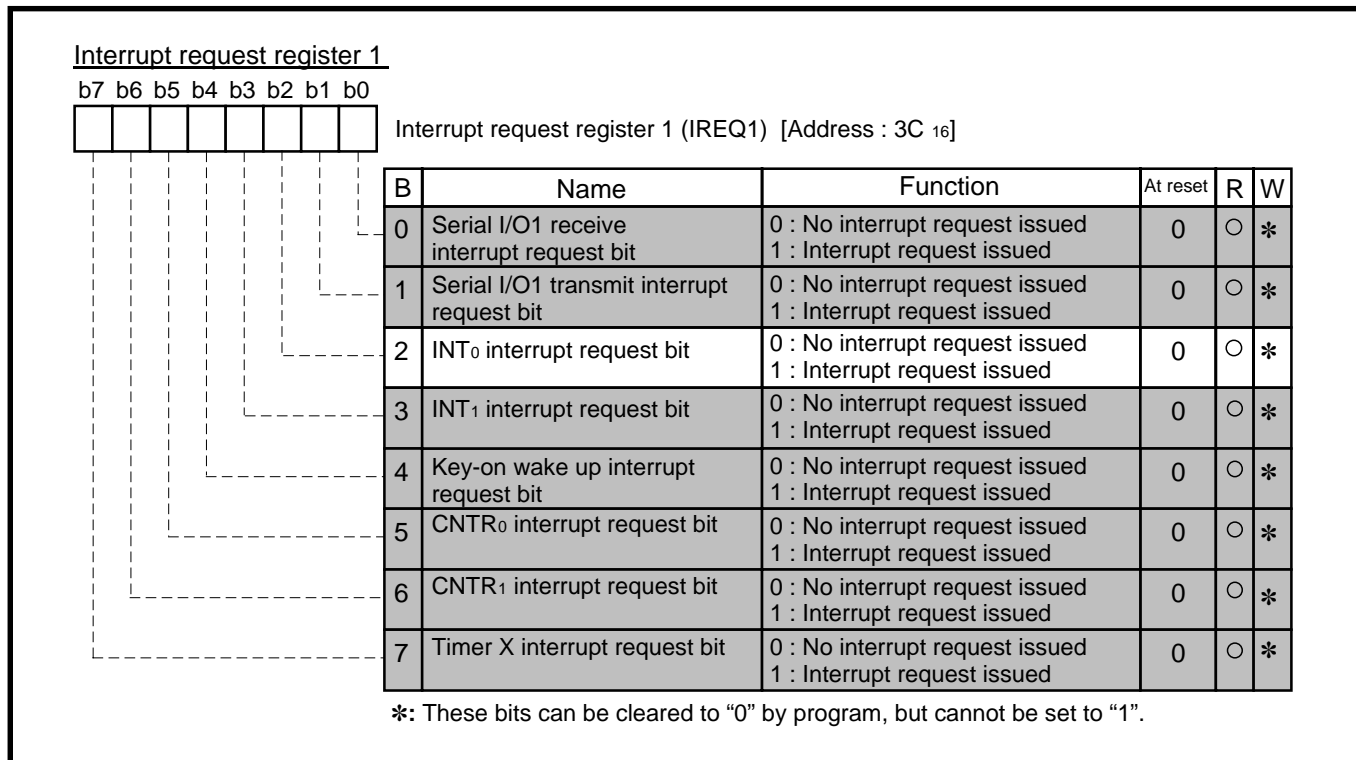 Interrupt request register 1
b7 b6 b5 b4 b3 b2 b1 b0
Interrupt request register 1 (IREQ1) [Address : 3C 16]
B Name Function At reset R W
0 Serial I/O1 receive interrupt request bit 0 : No interrupt request issued 0 ○ ✻
1 : Interrupt request issued
1 Serial I/O1 transmit interrupt request bit 0 : No interrupt request issued 0 ○ ✻
1 : Interrupt request issued
2 INT0 interrupt request bit 0 : No interrupt request issued 0 ○ ✻
1 : Interrupt request issued
3 INT1 interrupt request bit 0 : No interrupt request issued 0 ○ ✻
1 : Interrupt request issued
4 Key-on wake up interrupt request bit 0 : No interrupt request issued 0 ○ ✻
1 : Interrupt request issued
5 CNTR0 interrupt request bit 0 : No interrupt request issued 0 ○ ✻
1 : Interrupt request issued
6 CNTR1 interrupt request bit 0 : No interrupt request issued 0 ○ ✻
1 : Interrupt request issued
7 Timer X interrupt request bit 0 : No interrupt request issued 0 ○ ✻
1 : Interrupt request issued
✻: These bits can be cleared to “0” by program, but cannot be set to “1”.